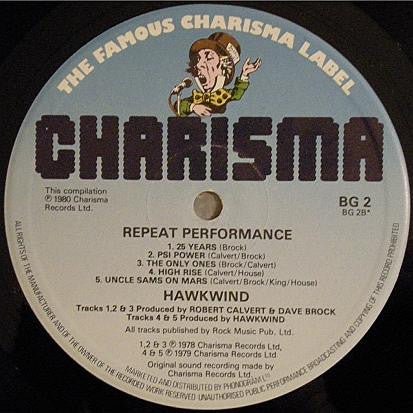 THE FAMOUS CHARISMA LABEL
CHARISMA
This compilation
℗ 1980 Charisma
Records Ltd.
BG 2
BG 2B*
REPEAT PERFORMANCE
1. 25 YEARS (Brock)
2. PSI POWER (Calvert/Brock)
3. THE ONLY ONES (Brock/Calvert)
4. HIGH RISE (Calvert/House)
5. UNCLE SAMS ON MARS (Calvert/Brock/King/House)
HAWKWIND
Tracks 1,2 & 3 Produced by ROBERT CALVERT & DAVE BROCK
Tracks 4 & 5 Produced by HAWKWIND
All tracks published by Rock Music Pub. Ltd.
1, 2 & 3 ℗ 1978 Charisma Records Ltd,
4 & 5 ℗ 1979 Charisma Records Ltd.
Original sound recording made by
Charisma Records Ltd.
MARKETED AND DISTRIBUTED BY PHONOGRAM
ALL RIGHTS OF THE MANUFACTURER AND OF THE OWNER OF THE RECORDED WORK RESERVED UNAUTHORISED PUBLIC PERFORMANCE BROADCASTING AND COPYING OF THIS RECORD PROHIBITED